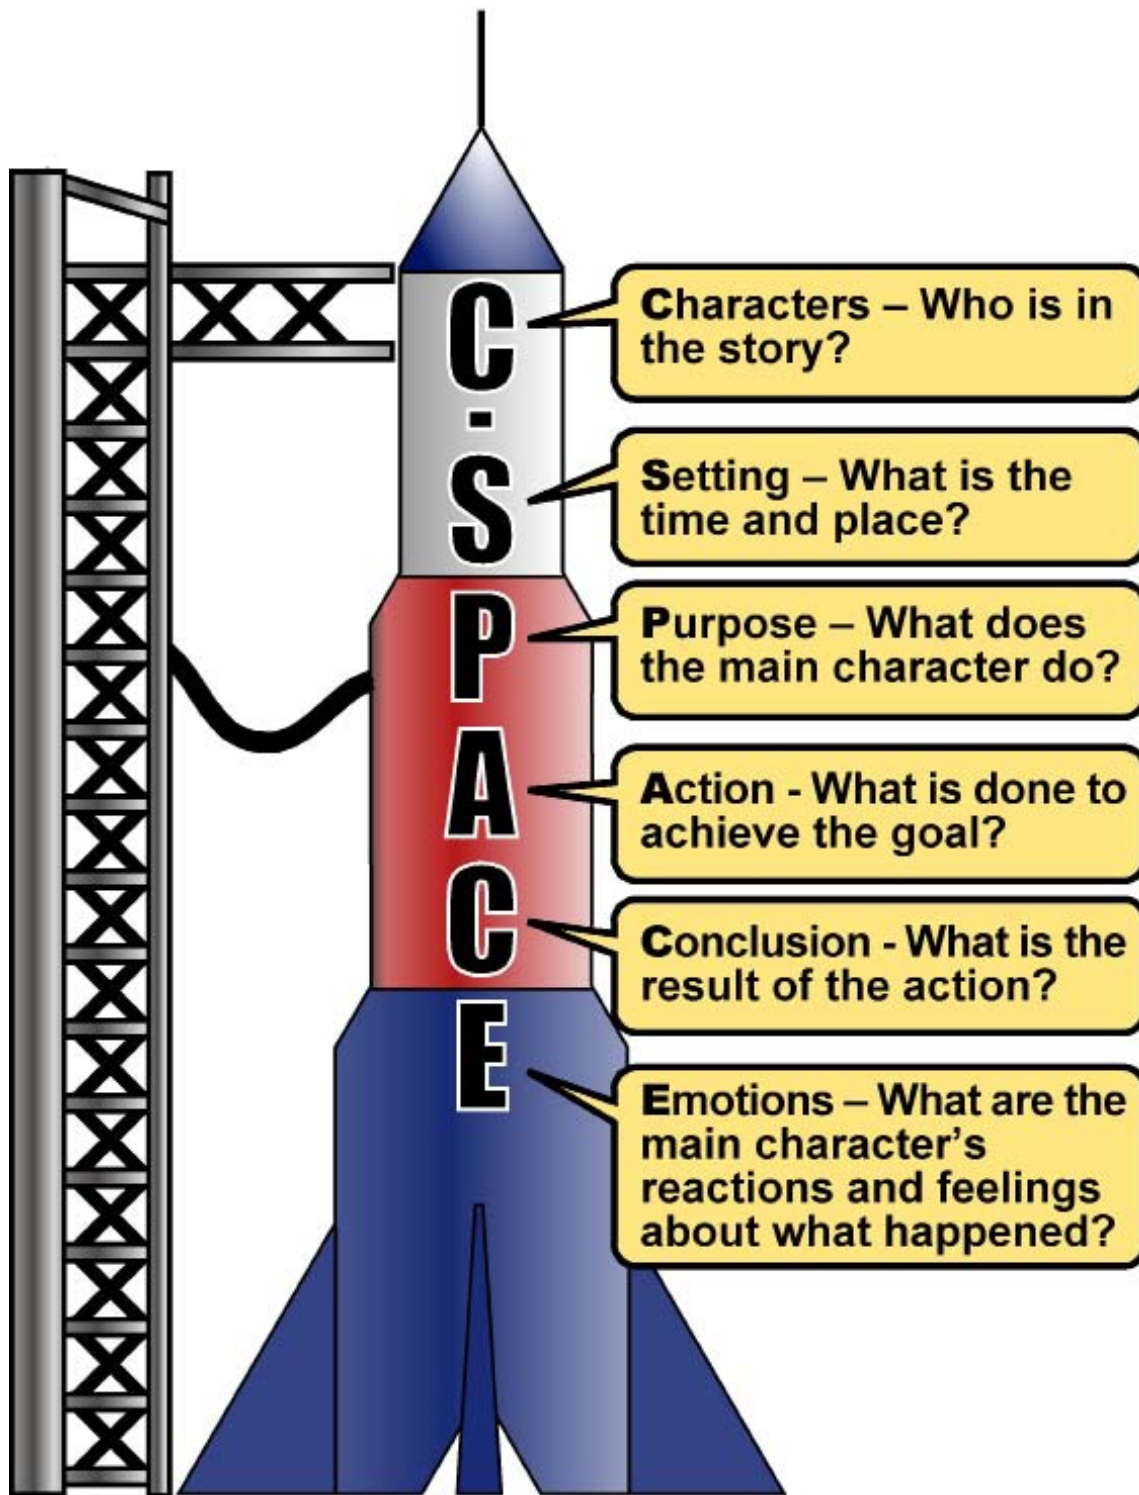 C-SPACE
Characters – Who is in
the story?
Setting – What is the
time and place?
Purpose – What does
the main character do?
Action - What is done to
achieve the goal?
Conclusion - What is the
result of the action?
Emotions – What are the
main character’s
reactions and feelings
about what happened?